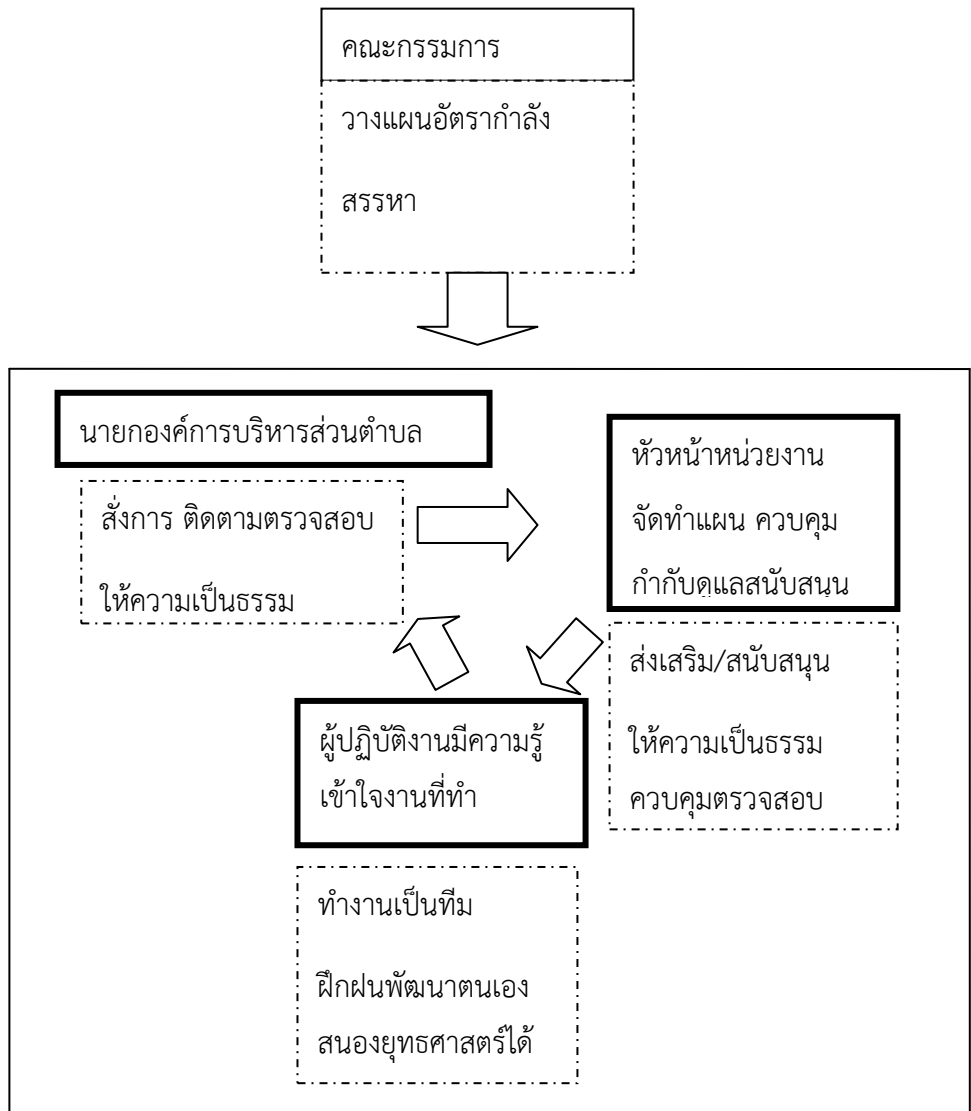 คณะกรรมการ
วางแผนอัตรากำลัง
สรรหา
นายกองค์การบริหารส่วนตำบล
สั่งการ ติดตามตรวจสอบ
ให้ความเป็นธรรม
หัวหน้าหน่วยงาน
จัดทำแผน ควบคุม
กำกับดูแลสนับสนุน
ส่งเสริม/สนับสนุน
ให้ความเป็นธรรม
ควบคุมตรวจสอบ
ผู้ปฏิบัติงานมีความรู้
เข้าใจงานที่ทำ
ทำงานเป็นทีม
ฝึกฝนพัฒนาตนเอง
สนองยุทธศาสตร์ได้